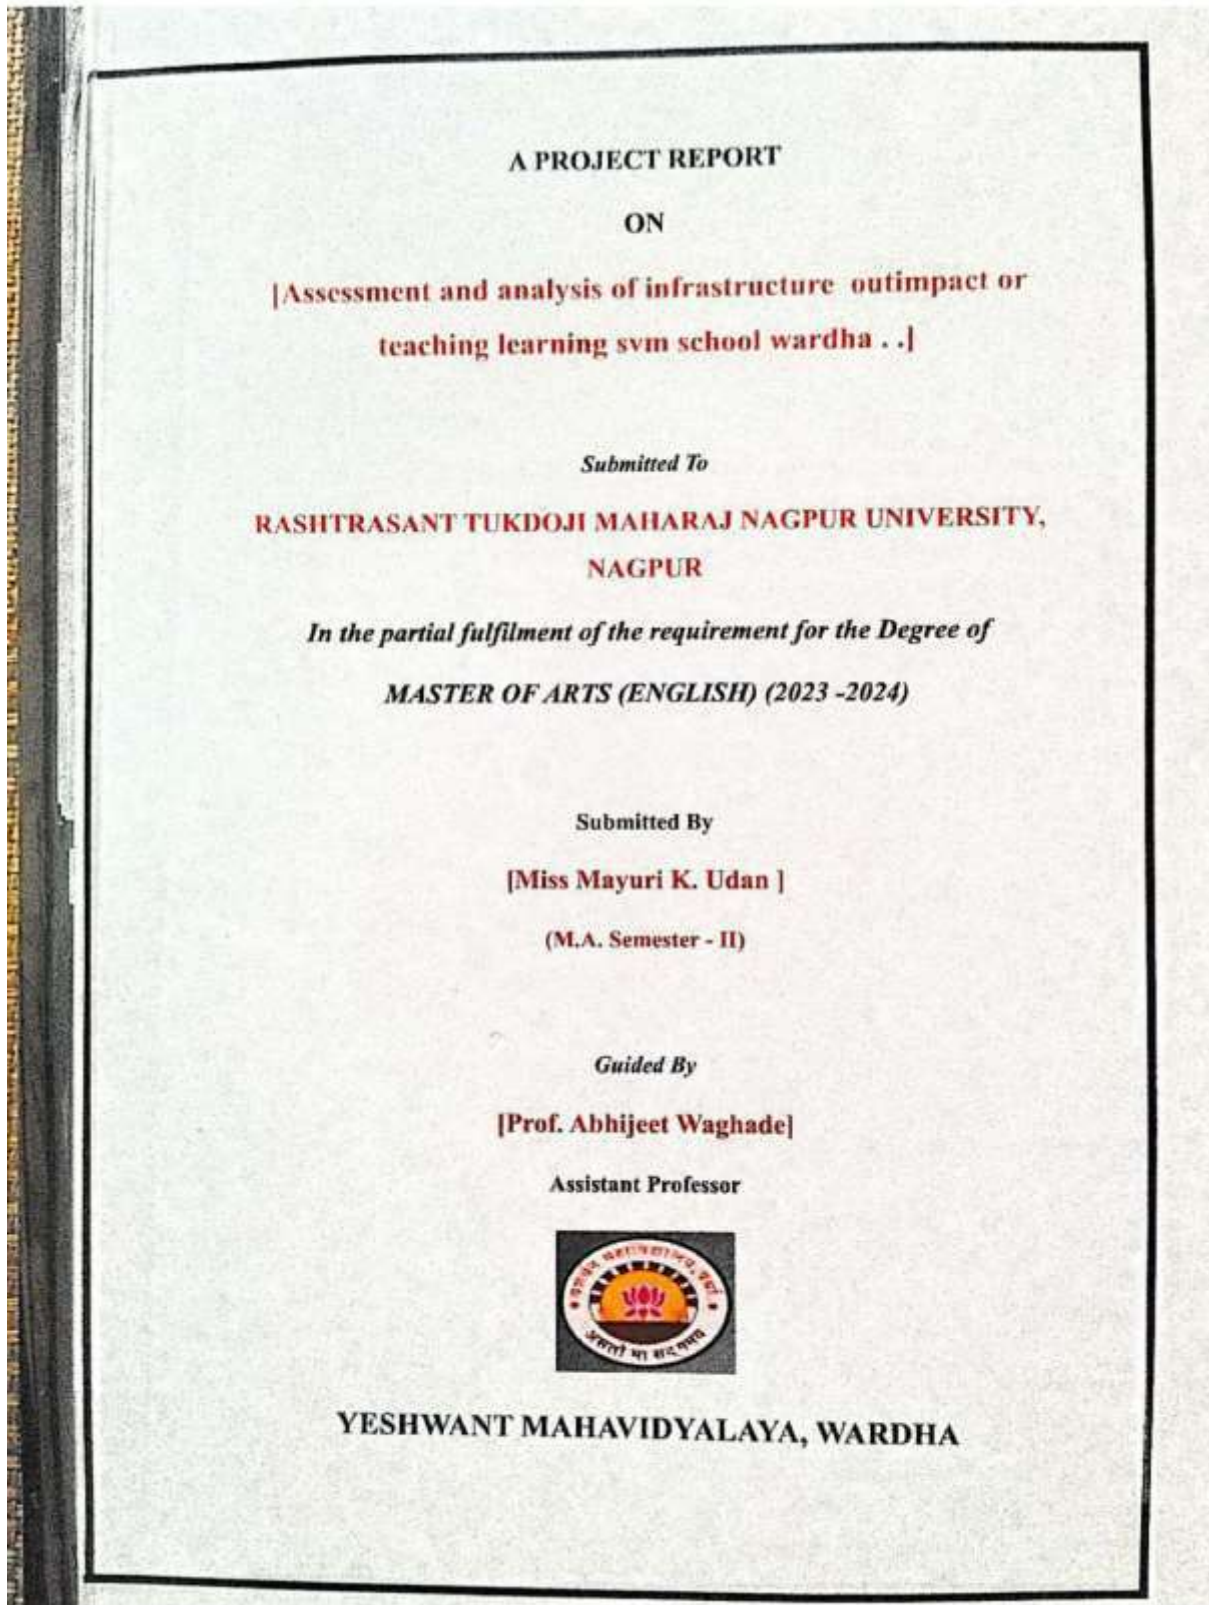 A PROJECT REPORT
ON
[Assessment and analysis of infrastructure outimpact or
teaching learning svm school wardha . .]
Submitted To
RASHTRASANT TUKDOJI MAHARAJ NAGPUR UNIVERSITY,
NAGPUR
In the partial fulfilment of the requirement for the Degree of
MASTER OF ARTS (ENGLISH) (2023 -2024)
Submitted By
[Miss Mayuri K. Udan ]
(M.A. Semester - II)
Guided By
[Prof. Abhijeet Waghade]
Assistant Professor
असतो मा सद्गमय
YESHWANT MAHAVIDYALAYA, WARDHA